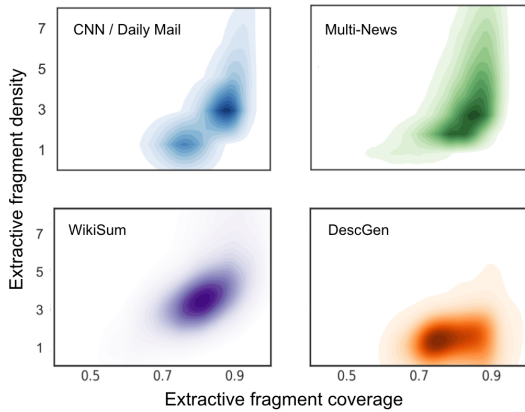 CNN / Daily Mail
Multi-News
7
5
3
1
WikiSum
DescGen
7
5
3
1
0.5 0.7 0.9 0.5 0.7 0.9
Extractive fragment coverage
Extractive fragment density